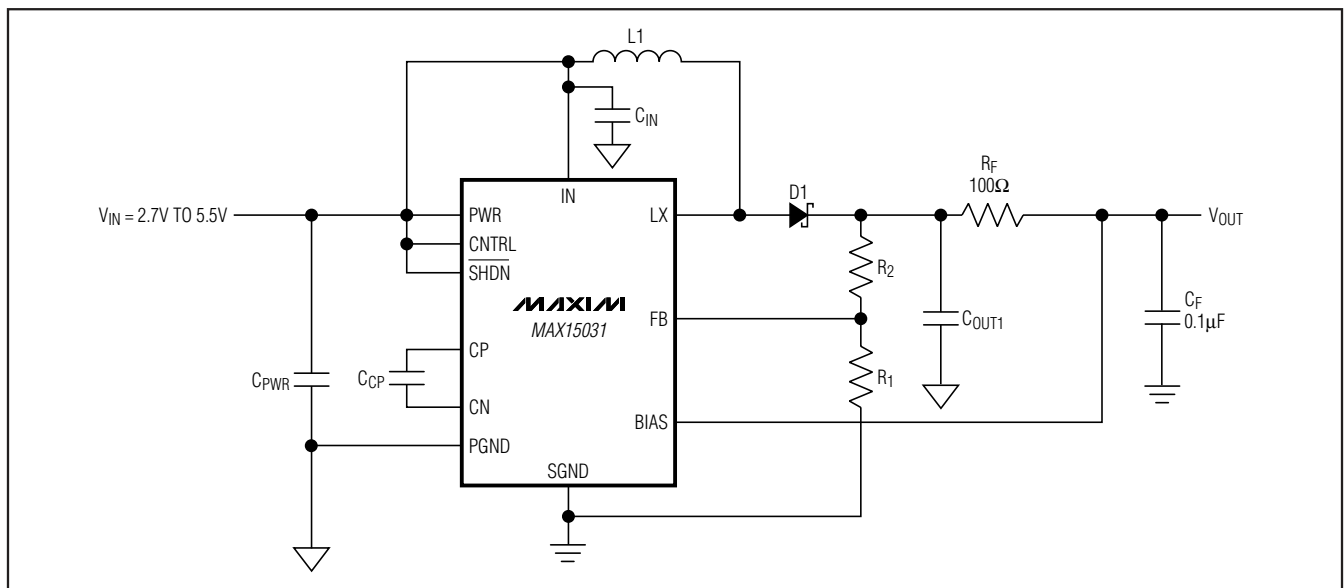 L1
C_IN
R_F
100Ω
D1
IN
V_IN = 2.7V TO 5.5V
PWR
LX
V_OUT
CNTRL
SHDN
R_2
MAXIM
MAX15031
FB
C_OUT1
C_F
0.1µF
CP
C_PWR
C_CP
R_1
CN
BIAS
PGND
SGND